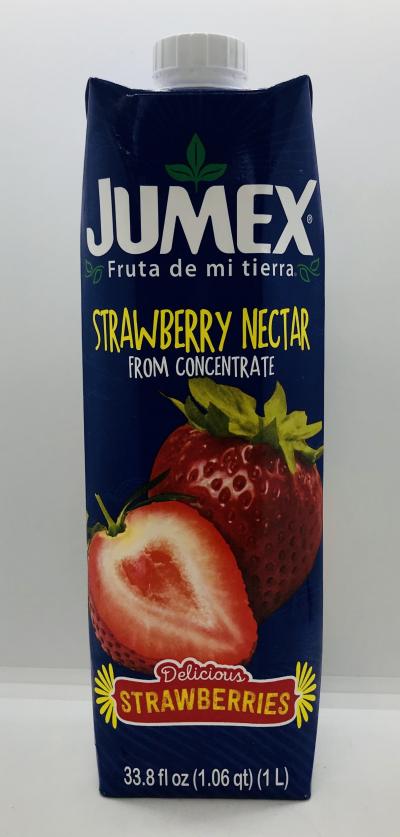 JUMEX®
Fruta de mi tierra
STRAWBERRY NECTAR
FROM CONCENTRATE
Delicious
STRAWBERRIES
33.8 fl oz (1.06 qt) (1 L)